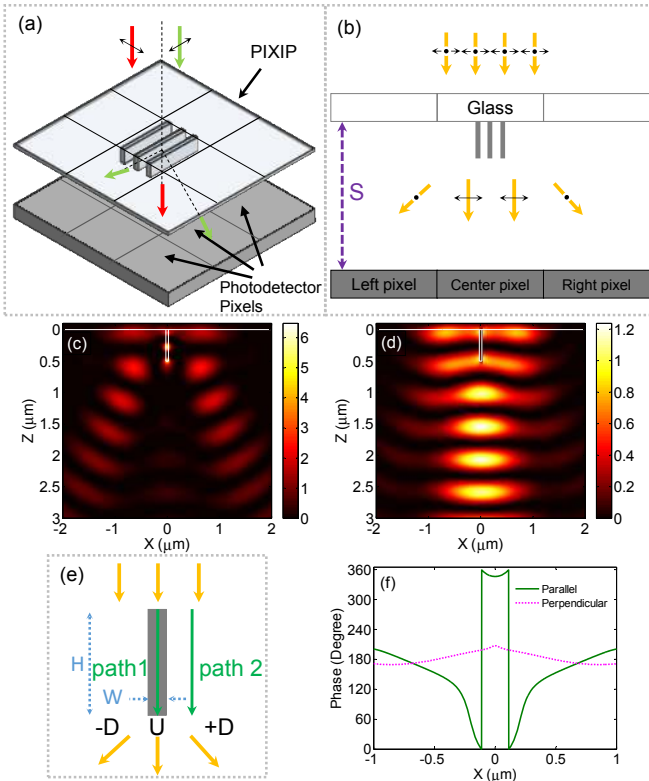 (a)
PIXIP
Photodetector
Pixels
(b)
Glass
S
Left pixel
Center pixel
Right pixel
(c)
0
0.5
1
1.5
2
2.5
3
Z (μm)
-2
-1
0
1
2
X (μm)
6
5
4
3
2
1
0
(d)
0
0.5
1
1.5
2
2.5
3
Z (μm)
-2
-1
0
1
2
X (μm)
1.2
1
0.8
0.6
0.4
0.2
0
(e)
H
path1
path 2
W
-D
U
+D
(f)
360
300
240
180
120
60
0
Phase (Degree)
Parallel
Perpendicular
-1
-0.5
0
0.5
1
X (μm)